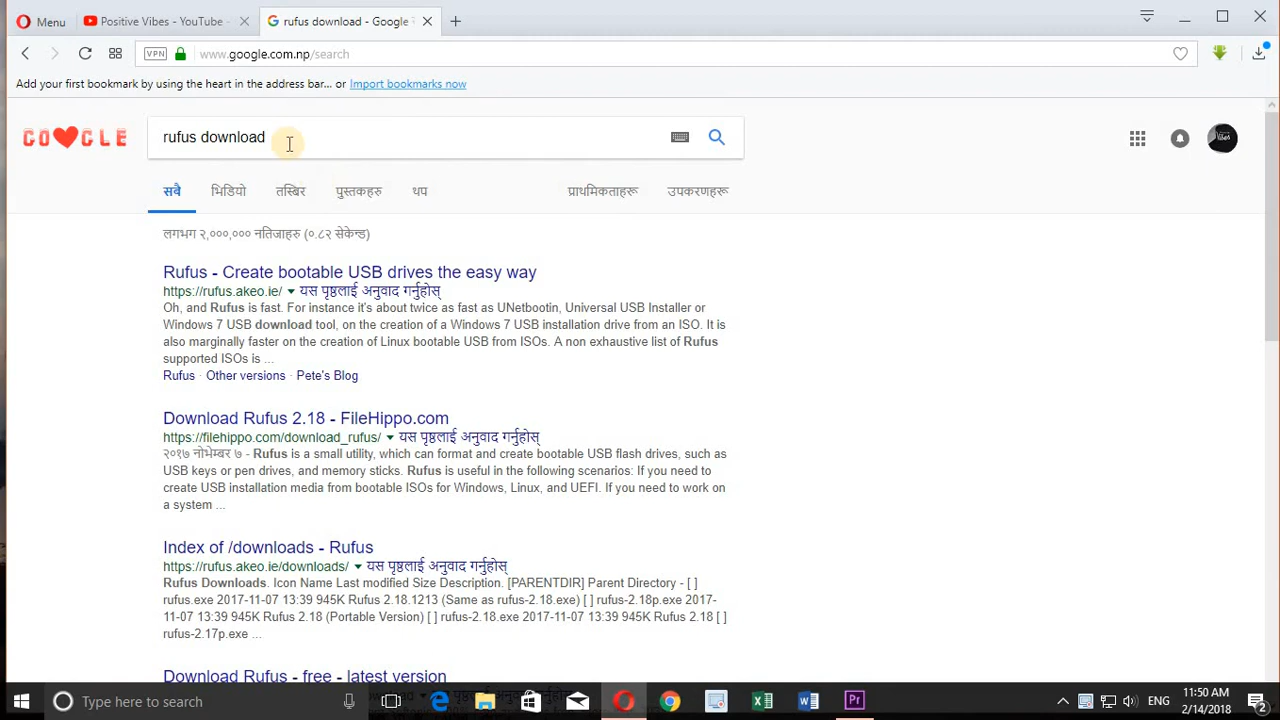 Menu
Positive Vibes - YouTube -
rufus download - Google
VPN
www.google.com.np/search
Add your first bookmark by using the heart in the address bar... or Import bookmarks now
rufus download
सबै भिडियो तस्बिर पुस्तकहरु थप प्राथमिकताहरू उपकरणहरू
लगभग २,०००,००० नतिजाहरु (०.८२ सेकेन्ड)
Rufus - Create bootable USB drives the easy way
https://rufus.akeo.ie/ ▼ यस पृष्ठलाई अनुवाद गर्नुहोस्
Oh, and Rufus is fast. For instance it's about twice as fast as UNetbootin, Universal USB Installer or
Windows 7 USB download tool, on the creation of a Windows 7 USB installation drive from an ISO. It is
also marginally faster on the creation of Linux bootable USB from ISOs. A non exhaustive list of Rufus
supported ISOs is ...
Rufus · Other versions · Pete's Blog
Download Rufus 2.18 - FileHippo.com
https://filehippo.com/download_rufus/ ▼ यस पृष्ठलाई अनुवाद गर्नुहोस्
२०१७ नोभेम्बर ७ - Rufus is a small utility, which can format and create bootable USB flash drives, such as
USB keys or pen drives, and memory sticks. Rufus is useful in the following scenarios: If you need to
create USB installation media from bootable ISOs for Windows, Linux, and UEFI. If you need to work on
a system ...
Index of /downloads - Rufus
https://rufus.akeo.ie/downloads/ ▼ यस पृष्ठलाई अनुवाद गर्नुहोस्
Rufus Downloads. Icon Name Last modified Size Description. [PARENTDIR] Parent Directory - [ ]
rufus.exe 2017-11-07 13:39 945K Rufus 2.18.1213 (Same as rufus-2.18.exe) [ ] rufus-2.18p.exe 2017-
11-07 13:39 945K Rufus 2.18 (Portable Version) [ ] rufus-2.18.exe 2017-11-07 13:39 945K Rufus 2.18 [ ]
rufus-2.17p.exe ...
Download Rufus - free - latest version
Type here to search
ENG
11:50 AM
2/14/2018
2